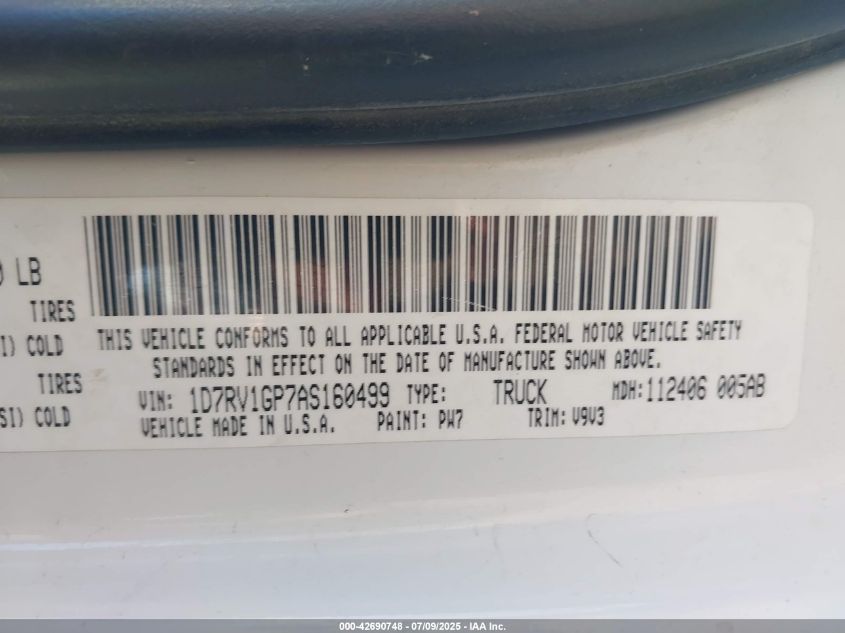 LB
THIS VEHICLE CONFORMS TO ALL APPLICABLE U.S.A. FEDERAL MOTOR VEHICLE SAFETY
STANDARDS IN EFFECT ON THE DATE OF MANUFACTURE SHOWN ABOVE.
TIRES
COLD
TIRES
COLD
VIN: 1D7RV1GP7AS160499 TYPE: TRUCK MDH:112406 005AB
VEHICLE MADE IN U.S.A. PAINT: PW7 TRIM: V9V3
000-42690748 - 07/09/2025 - IAA Inc.